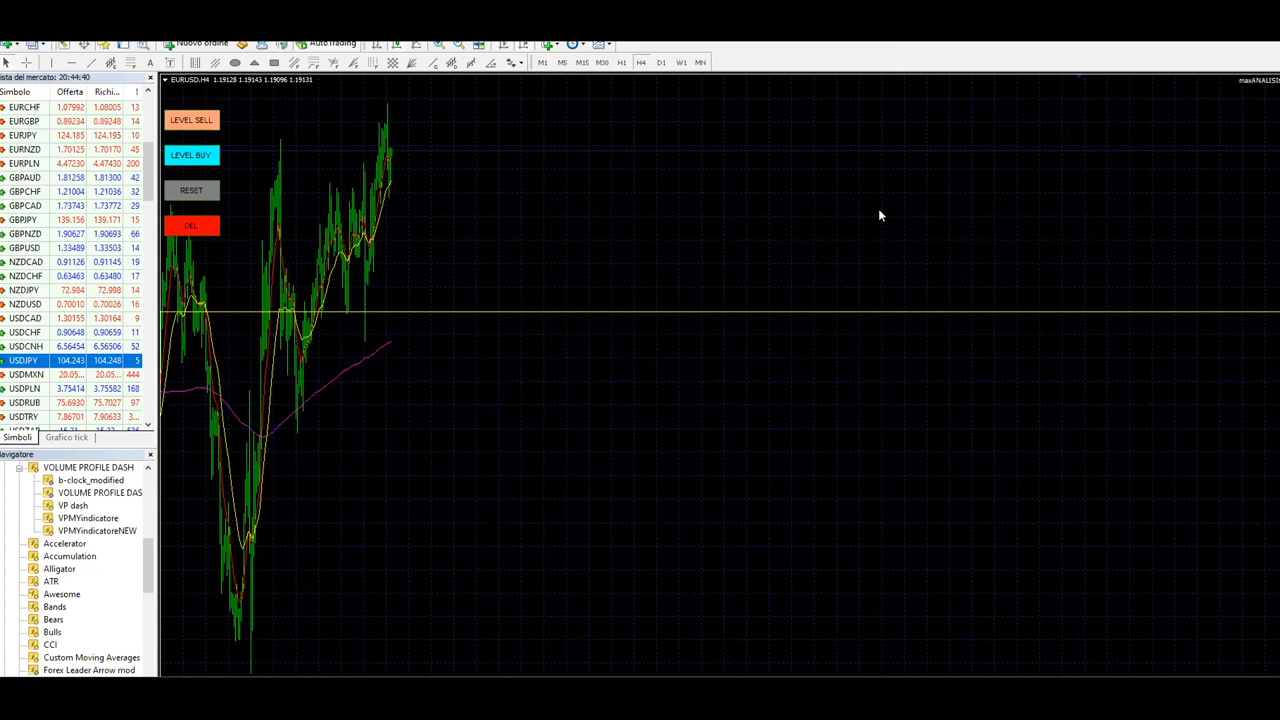 Nuovo ordine
AutoTrading
A
T
M1 M5 M15 M30 H1 H4 D1 W1 MN
ista del mercato: 20:44:40
EURUSD,H4 1.19128 1.19143 1.19096 1.19131
maxANALISI
Simbolo Offerta Richi... !
EURCHF 1.07992 1.08005 13
EURGBP 0.89234 0.89248 14
EURJPY 124.185 124.195 10
EURNZD 1.70120 1.70170 45
EURPLN 4.47230 4.47430 200
GBPAUD 1.81258 1.81300 42
GBPCHF 1.21004 1.21036 32
GBPCAD 1.73743 1.73772 29
GBPJPY 139.156 139.171 15
GBPNZD 1.90627 1.90693 66
GBPUSD 1.33489 1.33503 14
NZDCAD 0.91126 0.91145 19
NZDCHF 0.63463 0.63480 17
NZDJPY 72.984 72.998 14
NZDUSD 0.70010 0.70026 16
USDCAD 1.30155 1.30164 9
USDCHF 0.90648 0.90659 11
USDCNH 6.56454 6.56506 52
USDJPY 104.243 104.248 5
USDMXN 20.05... 20.05... 444
USDPLN 3.75414 3.75582 168
USDRUB 75.6930 75.7027 97
USDTRY 7.86701 7.90633 3...
LEVEL SELL
LEVEL BUY
RESET
DEL
Simboli Grafico tick
avigatore
VOLUME PROFILE DASH
b-clock_modified
VOLUME PROFILE DAS
VP dash
VPMYindicatore
VPMYindicatoreNEW
Accelerator
Accumulation
Alligator
ATR
Awesome
Bands
Bears
Bulls
CCI
Custom Moving Averages
Forex Leader Arrow mod